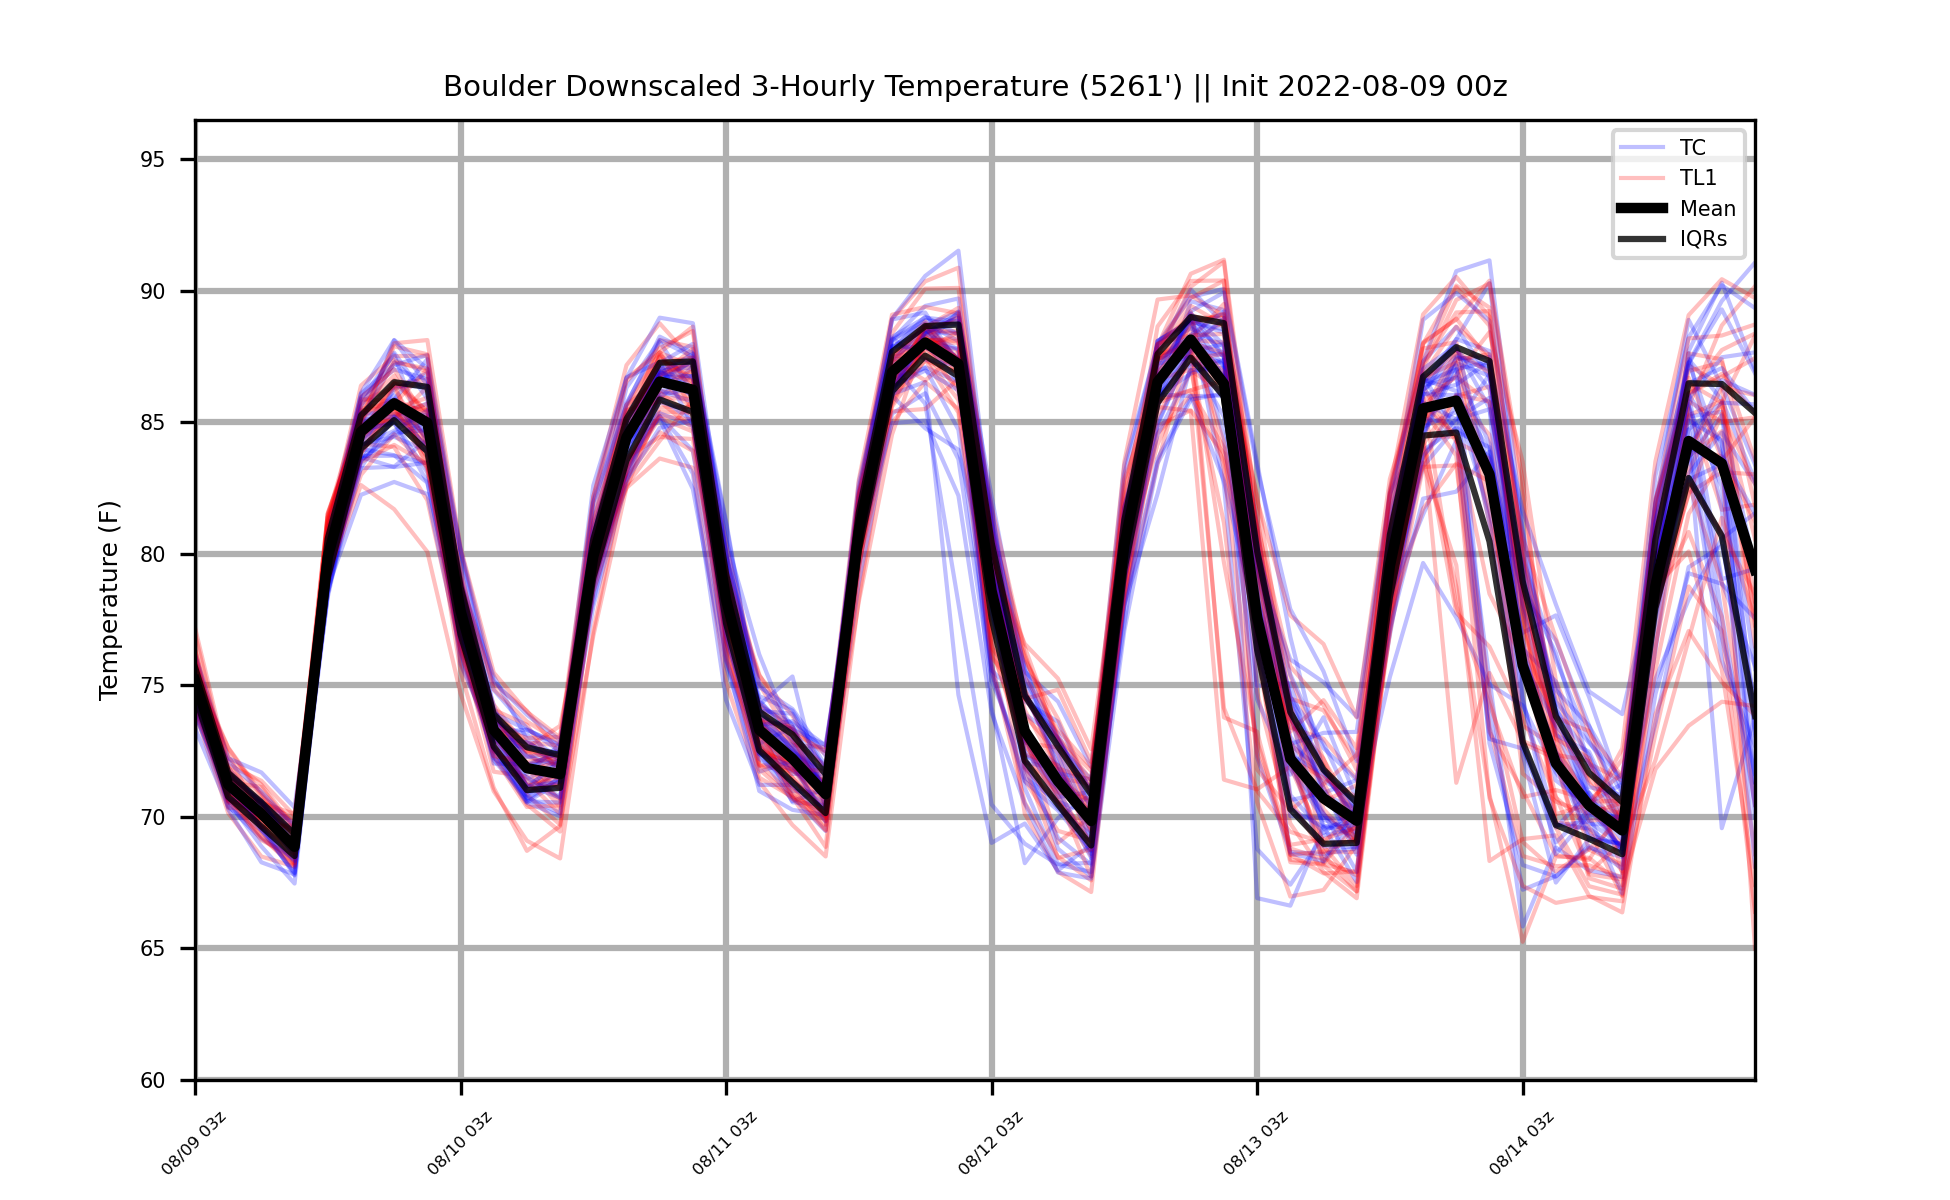 Boulder Downscaled 3-Hourly Temperature (5261') || Init 2022-08-09 00z
TC
TL1
Mean
IQRs
Temperature (F)
95
90
85
80
75
70
65
60
08/09 03z
08/10 03z
08/11 03z
08/12 03z
08/13 03z
08/14 03z